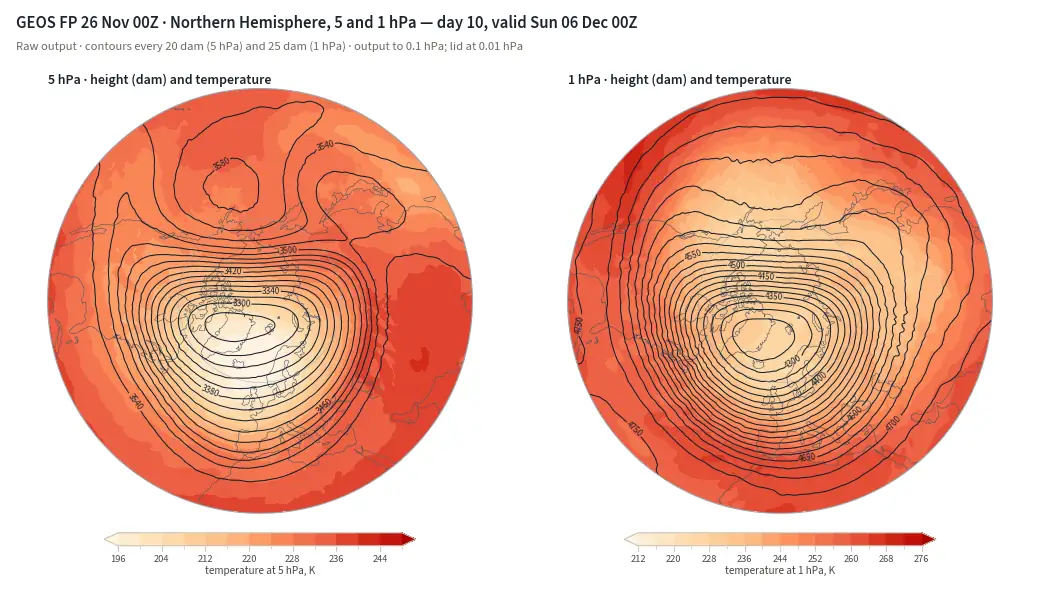 GEOS FP 26 Nov 00Z · Northern Hemisphere, 5 and 1 hPa — day 10, valid Sun 06 Dec 00Z
Raw output · contours every 20 dam (5 hPa) and 25 dam (1 hPa) · output to 0.1 hPa; lid at 0.01 hPa
5 hPa · height (dam) and temperature
1 hPa · height (dam) and temperature
3580
3540
3500
3420
3340
3300
3380
3460
3540
4550
4500
4450
4350
4300
4400
4600
4700
4650
4750
4750
196 204 212 220 228 236 244
temperature at 5 hPa, K
212 220 228 236 244 252 260 268 276
temperature at 1 hPa, K